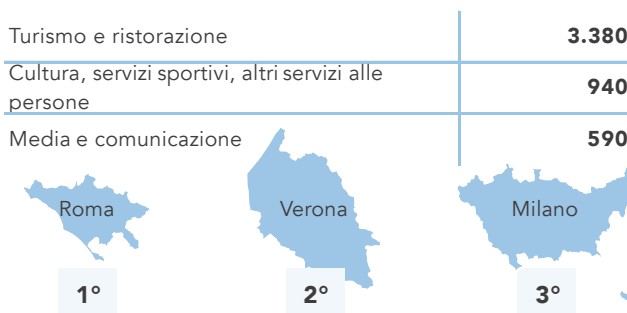 Turismo e ristorazione 3.380
Cultura, servizi sportivi, altri servizi alle
persone 940
Media e comunicazione 590
Roma Verona Milano
1° 2° 3°